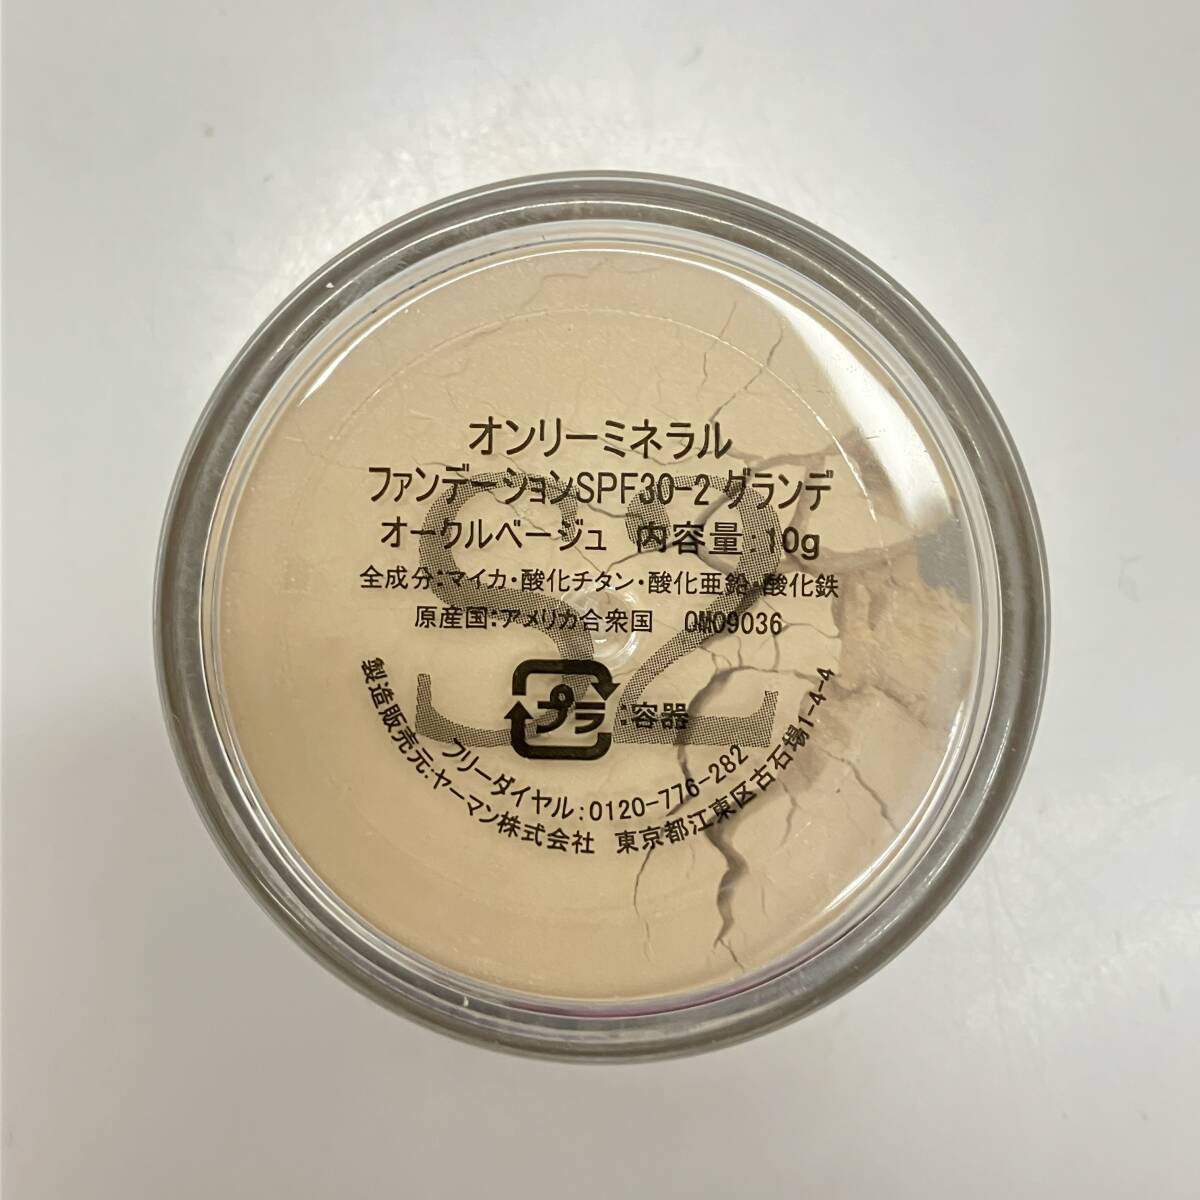 オンリーミネラル
ファンデーションSPF30-2 グランデ
オークルベージュ 内容量:10g
全成分:マイカ・酸化チタン・酸化亜鉛・酸化鉄
原産国:アメリカ合衆国 OM09036
S2
プラ :容器
フリーダイヤル:0120-776-282
製造販売元:ヤーマン株式会社 東京都江東区古石場1-4-4